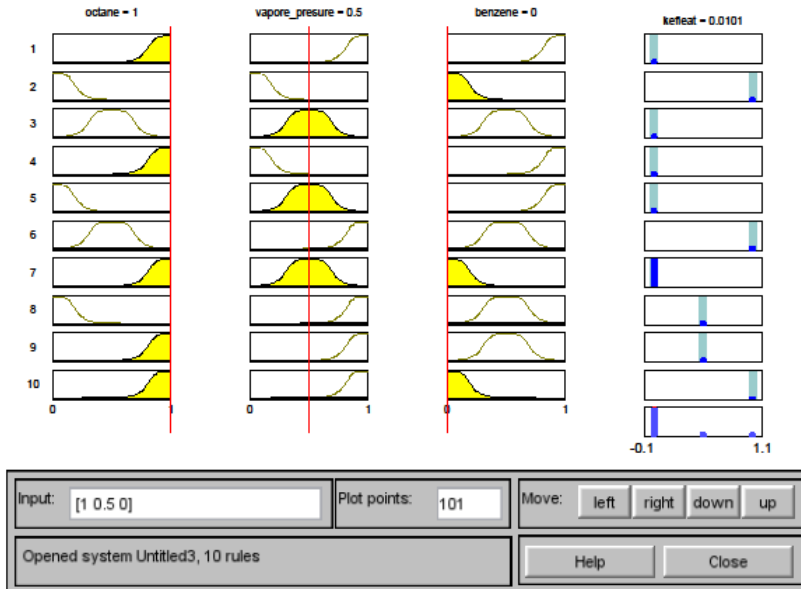 octane = 1 vapore_presure = 0.5 benzene = 0 kefleat = 0.0101
1
2
3
4
5
6
7
8
9
10
0 1 0 1 0 1
-0.1 1.1
Input: [1 0.5 0] Plot points: 101 Move: left right down up
Opened system Untitled3, 10 rules Help Close